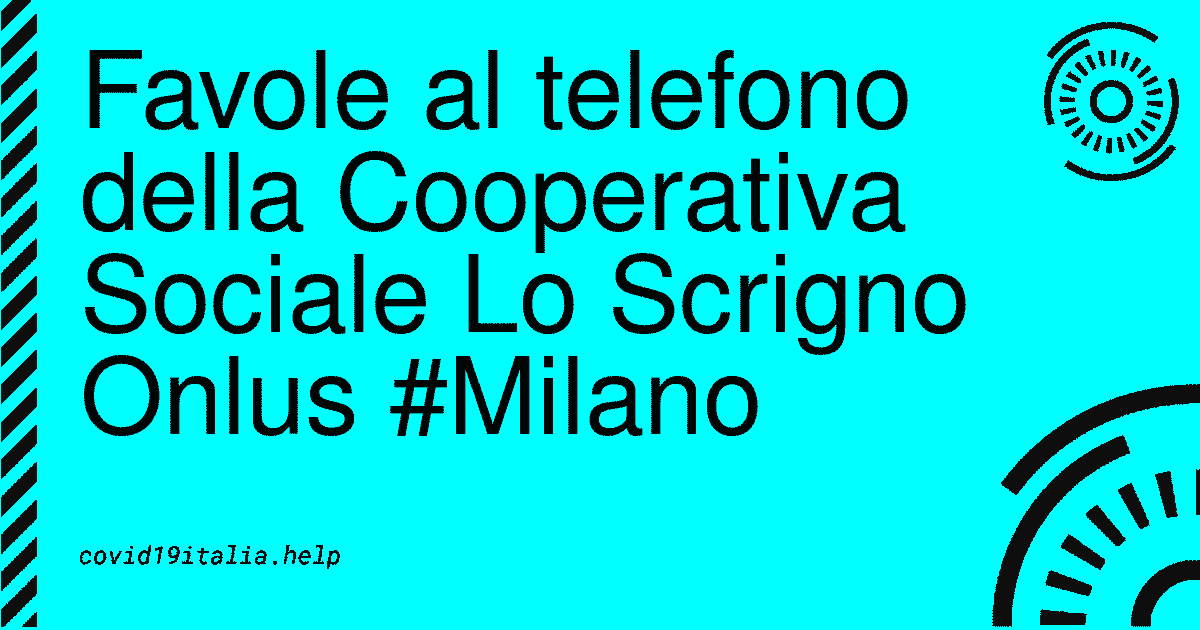 Favole al telefono
della Cooperativa
Sociale Lo Scrigno
Onlus #Milano
covid19italia.help